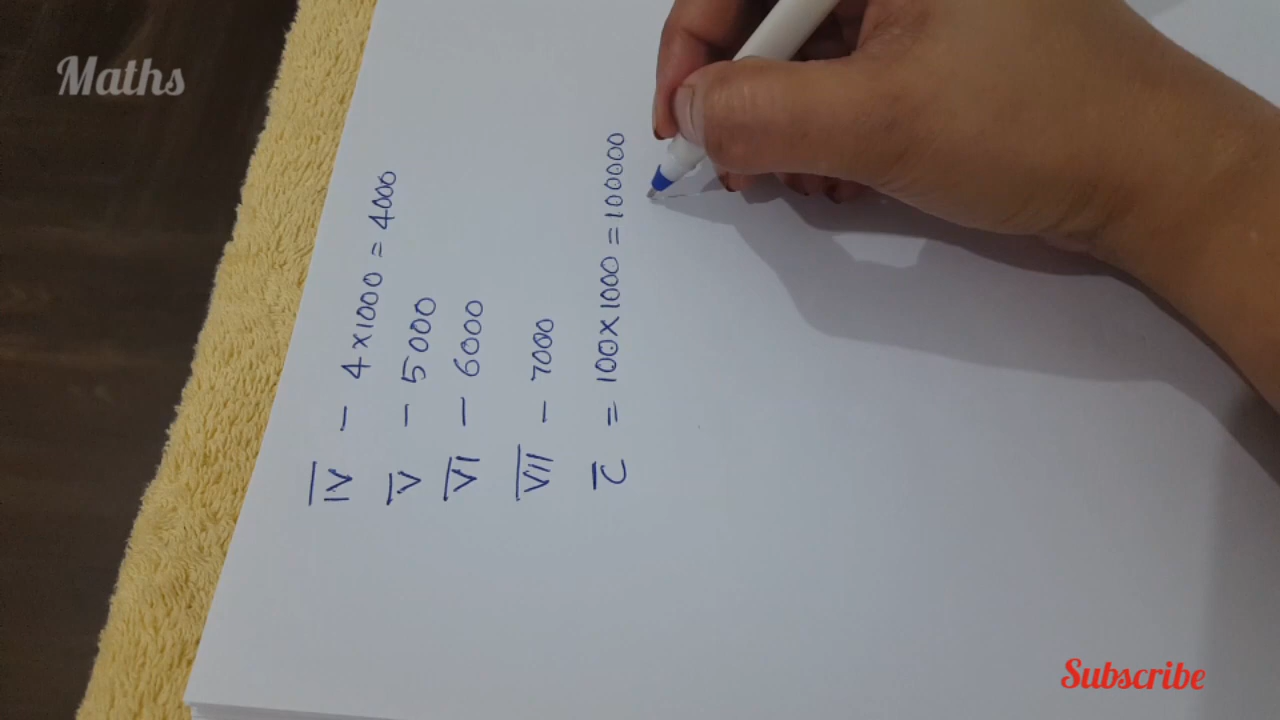 Maths
I̅V̅ - 4 x 1000 = 4000
V̅ - 5000
V̅I̅ - 6000
V̅I̅I̅ - 7000
C̅ = 100 x 1000 = 100000
Subscribe